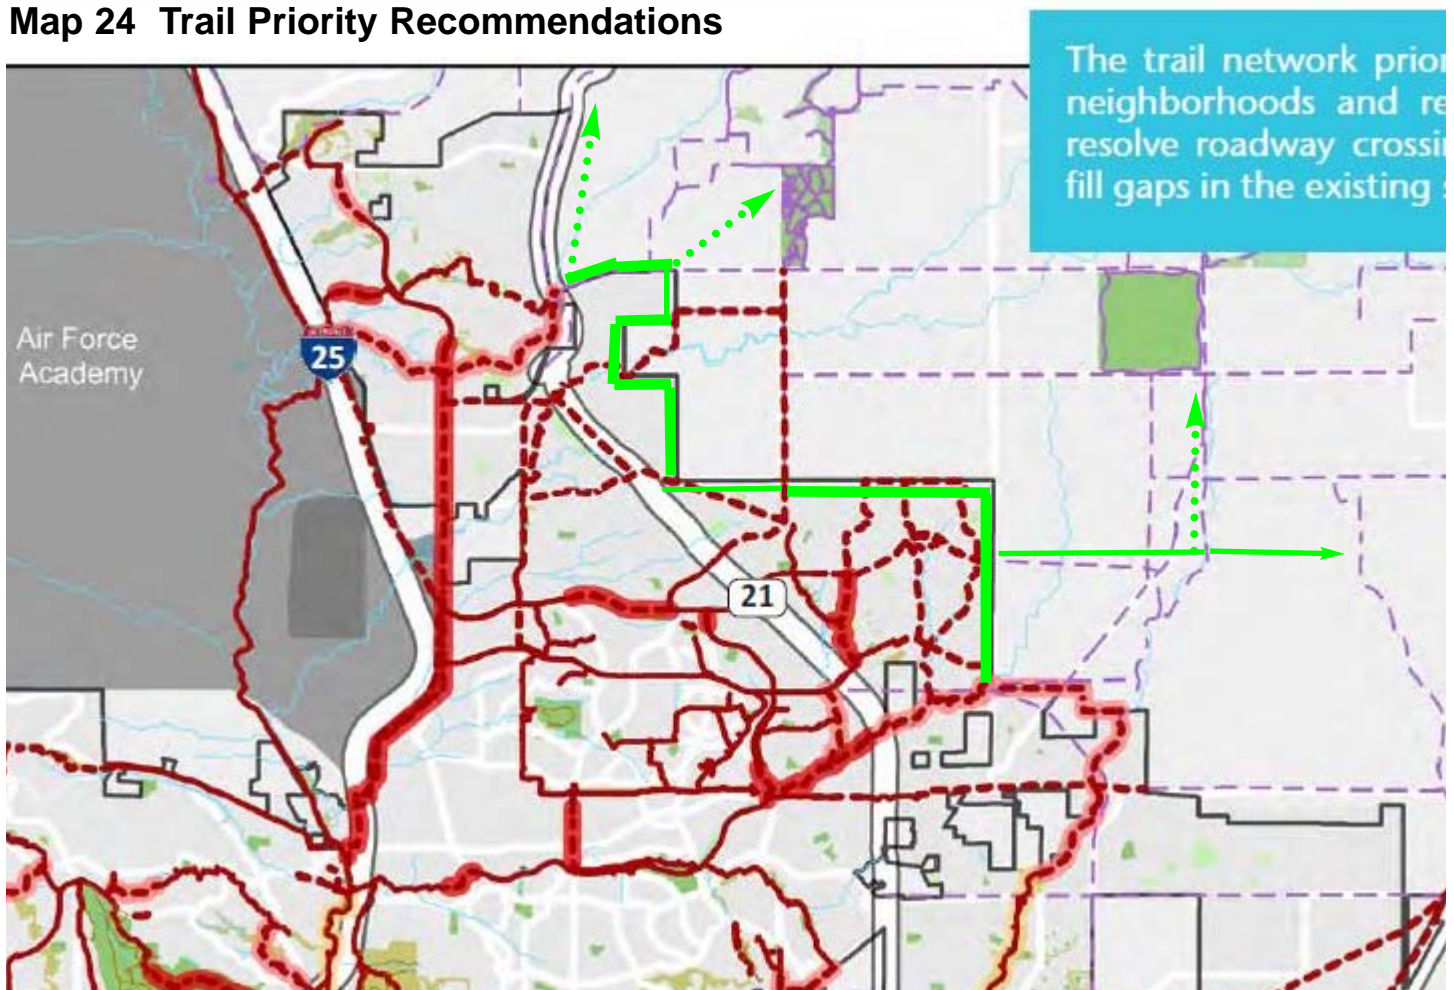 Map 24 Trail Priority Recommendations
The trail network prior
neighborhoods and re
resolve roadway crossin
fill gaps in the existing
Air Force
Academy
25
21